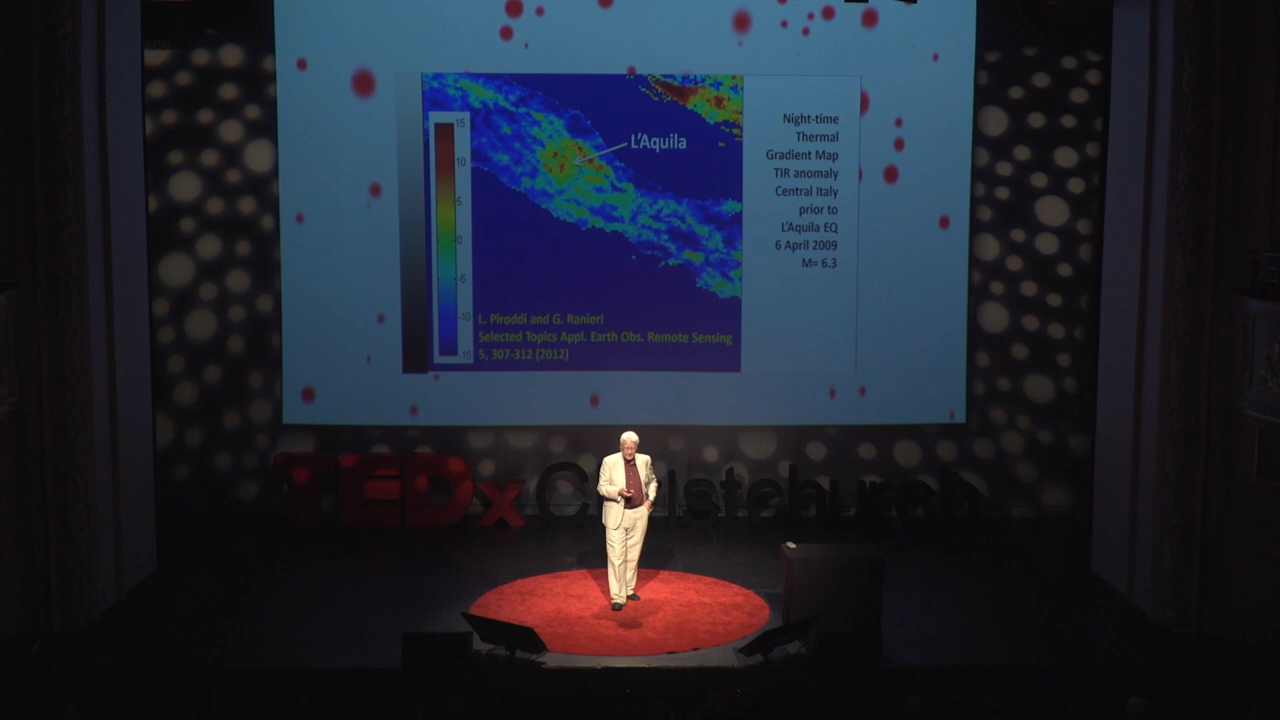 15
10
5
0
-5
-10
-15
L'Aquila
L. Piroddi and G. Ranieri
Selected Topics Appl. Earth Obs. Remote Sensing
5, 307-312 (2012)
Night-time
Thermal
Gradient Map
TIR anomaly
Central Italy
prior to
L'Aquila EQ
6 April 2009
M= 6.3
TEDxChristchurch